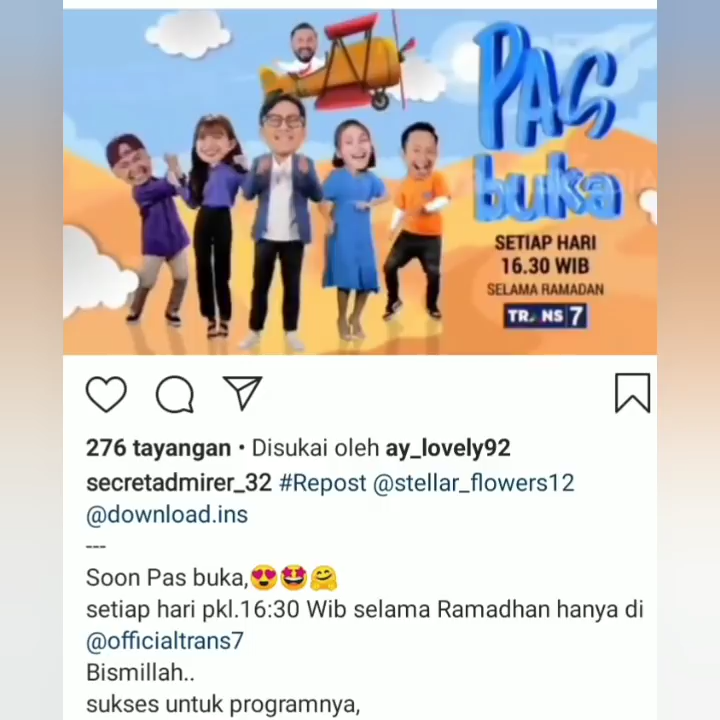 PAS
buka
SETIAP HARI
16.30 WIB
SELAMA RAMADAN
TRANS 7
276 tayangan • Disukai oleh ay_lovely92
secretadmirer_32 #Repost @stellar_flowers12
@download.ins
---
Soon Pas buka,😍🤩🤗
setiap hari pkl.16:30 Wib selama Ramadhan hanya di
@officialtrans7
Bismillah..
sukses untuk programnya,